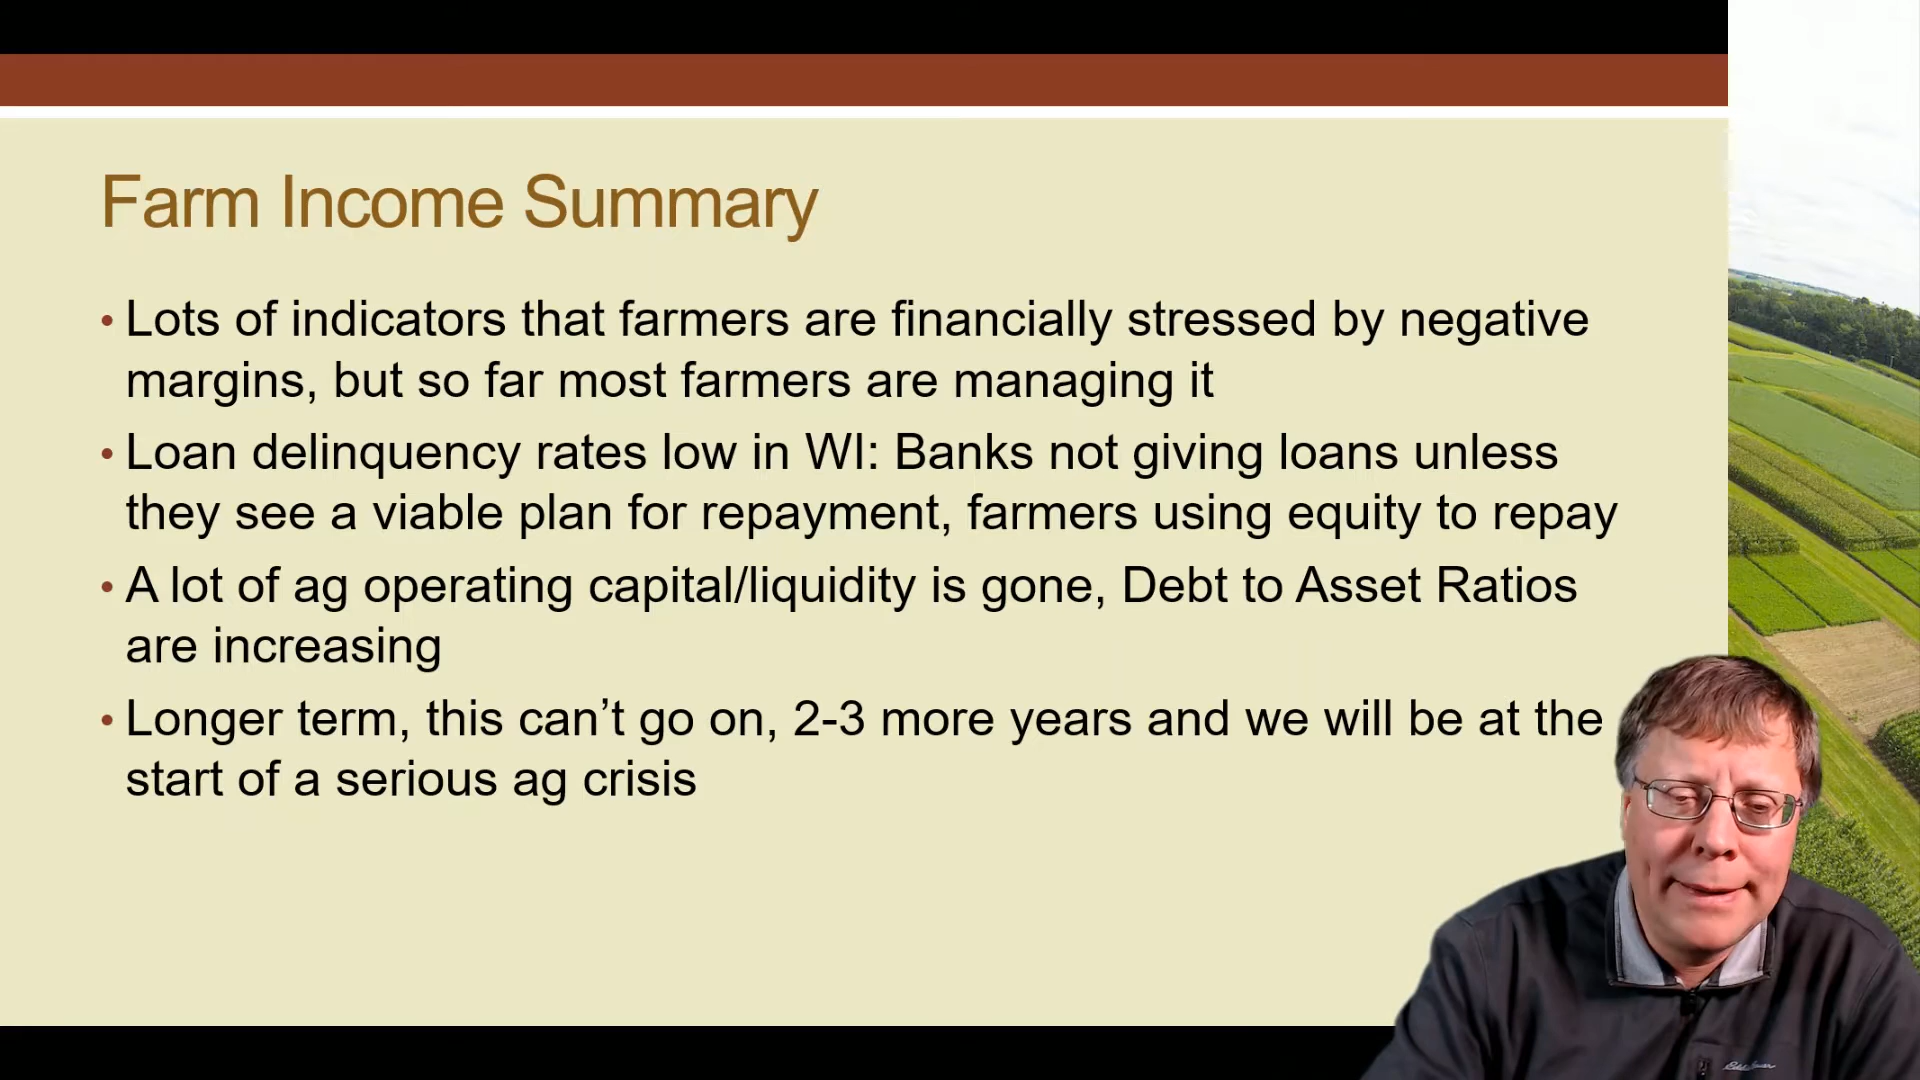 Farm Income Summary
• Lots of indicators that farmers are financially stressed by negative
margins, but so far most farmers are managing it
• Loan delinquency rates low in WI: Banks not giving loans unless
they see a viable plan for repayment, farmers using equity to repay
• A lot of ag operating capital/liquidity is gone, Debt to Asset Ratios
are increasing
• Longer term, this can’t go on, 2-3 more years and we will be at the
start of a serious ag crisis